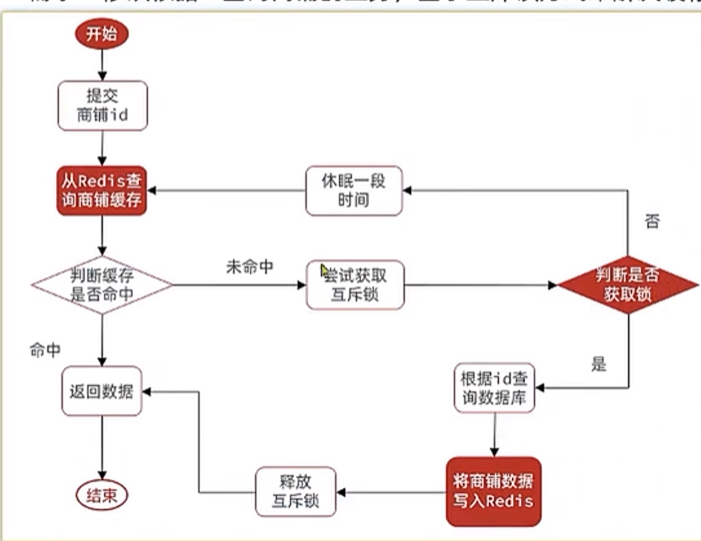 开始
提交
商铺id
从Redis查
询商铺缓存
休眠一段
时间
否
判断缓存
是否命中
未命中
尝试获取
互斥锁
判断是否
获取锁
命中
是
返回数据
根据id查
询数据库
结束
释放
互斥锁
将商铺数据
写入Redis